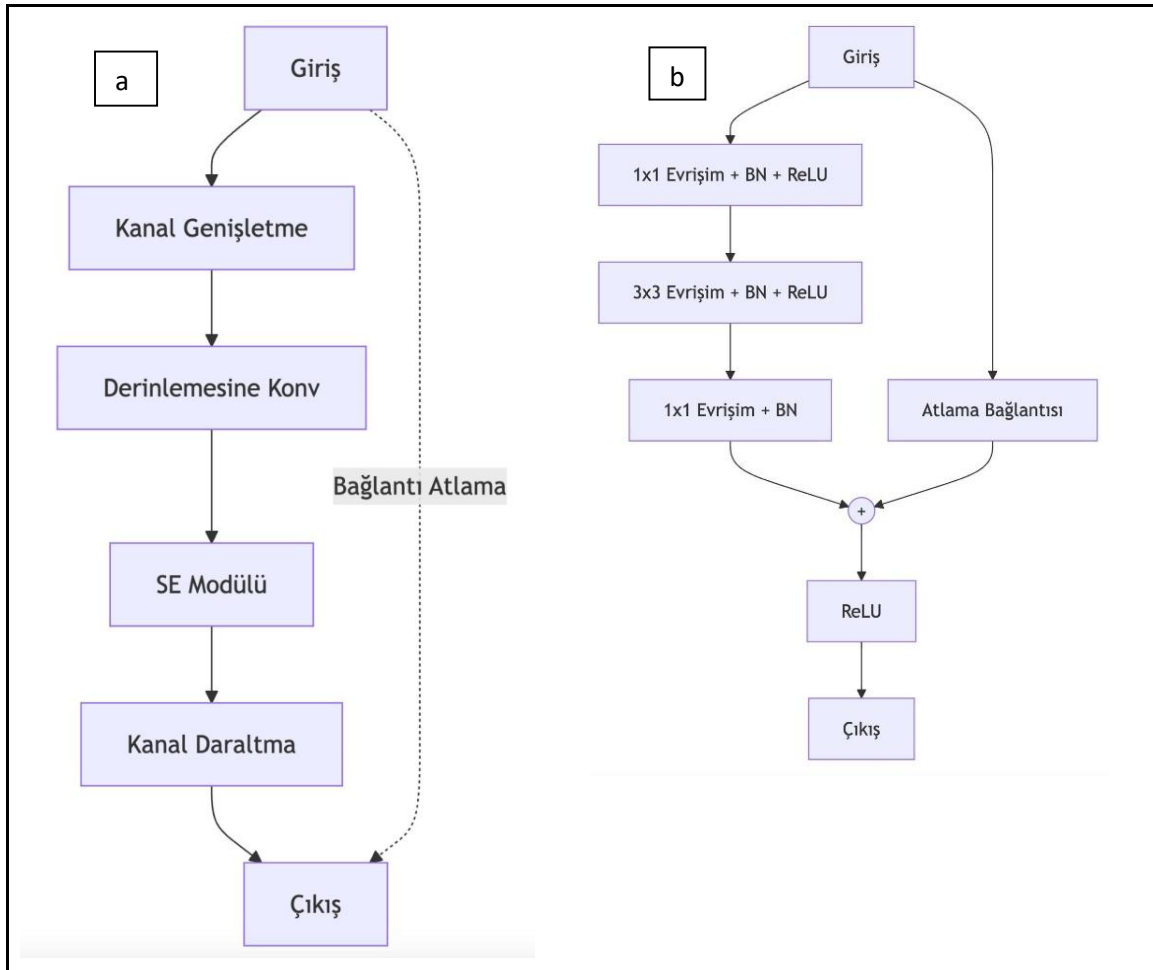 a
Giriş
Kanal Genişletme
Derinlemesine Konv
Bağlantı Atlama
SE Modülü
Kanal Daraltma
Çıkış
b
Giriş
1x1 Evrişim + BN + ReLU
3x3 Evrişim + BN + ReLU
1x1 Evrişim + BN
Atlama Bağlantısı
+
ReLU
Çıkış